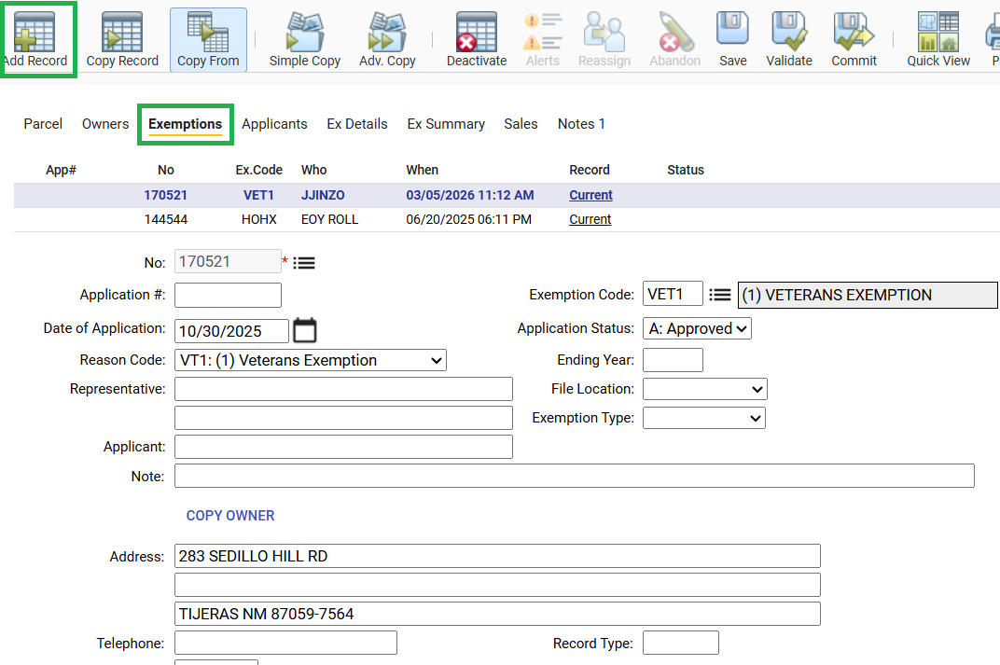 Add Record Copy Record Copy From Simple Copy Adv. Copy Deactivate Alerts Reassign Abandon Save Validate Commit Quick View
Parcel Owners Exemptions Applicants Ex Details Ex Summary Sales Notes 1
App# No Ex.Code Who When Record Status
170521 VET1 JJINZO 03/05/2026 11:12 AM Current
144544 HOHX EOY ROLL 06/20/2025 06:11 PM Current
No: 170521 *
Application #: Exemption Code: VET1 (1) VETERANS EXEMPTION
Date of Application: 10/30/2025 Application Status: A: Approved
Reason Code: VT1: (1) Veterans Exemption Ending Year:
Representative: File Location:
Exemption Type:
Applicant:
Note:
COPY OWNER
Address: 283 SEDILLO HILL RD
TIJERAS NM 87059-7564
Telephone: Record Type: